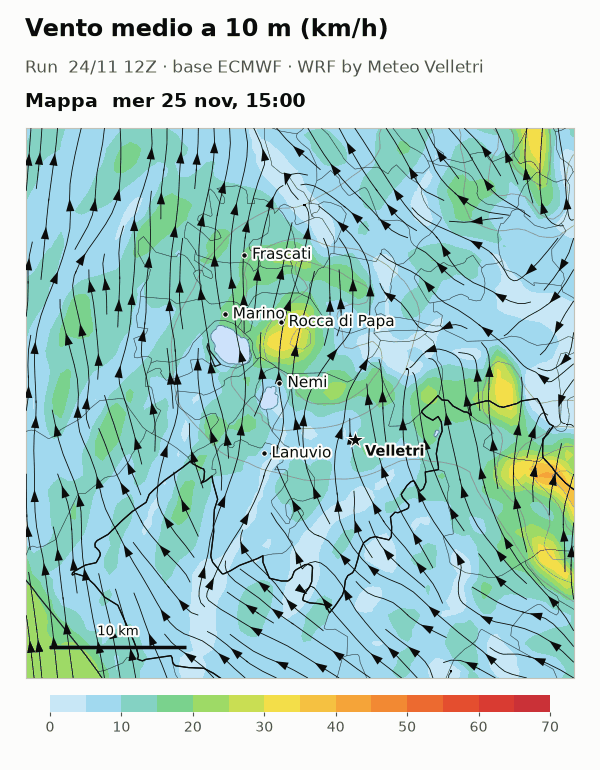 Vento medio a 10 m (km/h)
Run  24/11 12Z · base ECMWF · WRF by Meteo Velletri
Mappa  mer 25 nov, 15:00
Frascati
Marino
Rocca di Papa
Nemi
Velletri
Lanuvio
10 km
0 10 20 30 40 50 60 70